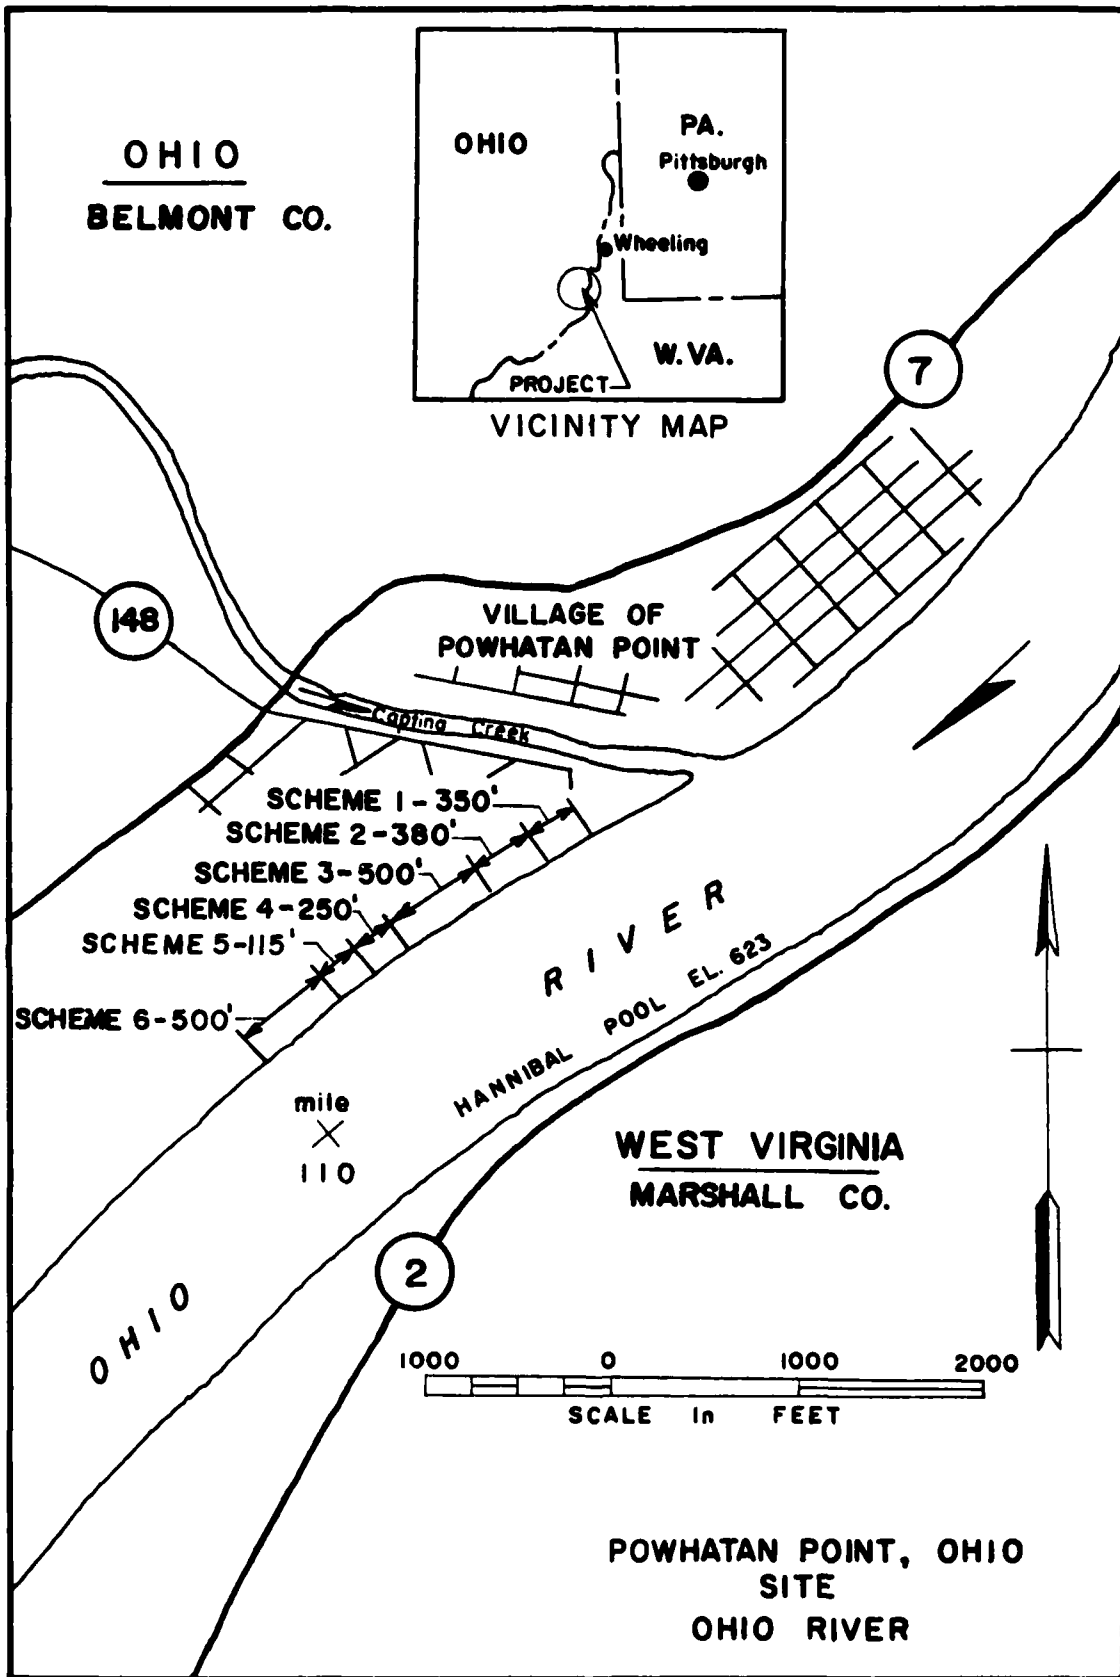 OHIO
BELMONT CO.
OHIO
PA.
Pittsburgh
Wheeling
W.VA.
PROJECT
VICINITY MAP
7
148
VILLAGE OF
POWHATAN POINT
Captina Creek
SCHEME 1-350'
SCHEME 2-380'
SCHEME 3-500'
SCHEME 4-250'
SCHEME 5-115'
SCHEME 6-500'
OHIO RIVER
HANNIBAL POOL EL. 623
mile
110
WEST VIRGINIA
MARSHALL CO.
2
1000 0 1000 2000
SCALE In FEET
POWHATAN POINT, OHIO
SITE
OHIO RIVER